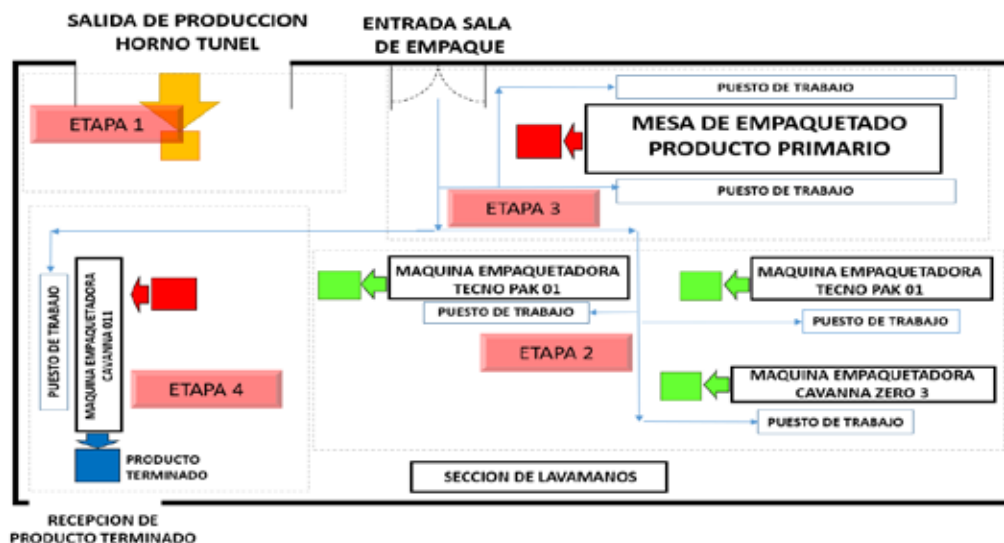 SALIDA DE PRODUCCION
HORNO TUNEL
ENTRADA SALA
DE EMPAQUE
ETAPA 1
PUESTO DE TRABAJO
MESA DE EMPAQUETADO
PRODUCTO PRIMARIO
PUESTO DE TRABAJO
ETAPA 3
PUESTO DE TRABAJO
MAQUINA EMPAQUETADORA
CAVANNA 011
ETAPA 4
PRODUCTO
TERMINADO
MAQUINA EMPAQUETADORA
TECNO PAK 01
PUESTO DE TRABAJO
MAQUINA EMPAQUETADORA
TECNO PAK 01
PUESTO DE TRABAJO
ETAPA 2
MAQUINA EMPAQUETADORA
CAVANNA ZERO 3
PUESTO DE TRABAJO
SECCION DE LAVAMANOS
RECEPCION DE
PRODUCTO TERMINADO